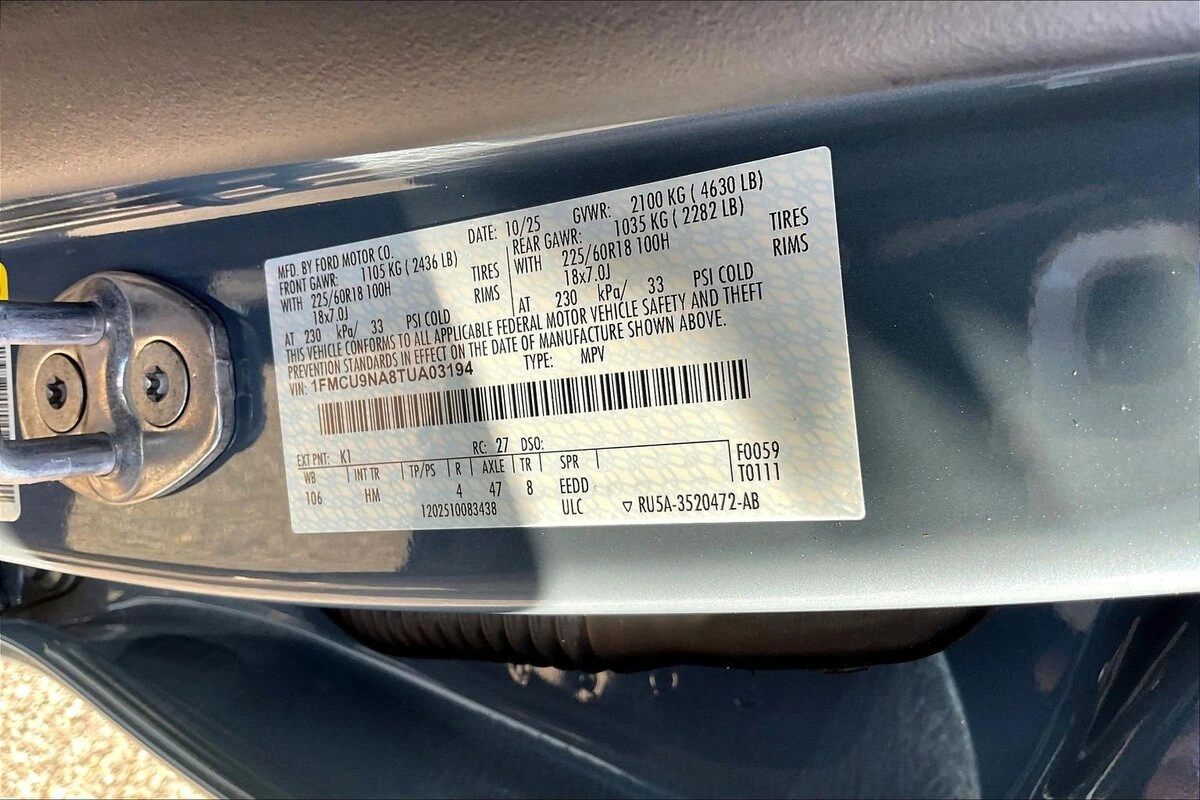 MFD. BY FORD MOTOR CO.
DATE: 10/25 GVWR: 2100 KG ( 4630 LB)
FRONT GAWR: 1105 KG ( 2436 LB) REAR GAWR: 1035 KG ( 2282 LB)
WITH 225/60R18 100H TIRES WITH 225/60R18 100H TIRES
18x7.0J RIMS 18x7.0J RIMS
AT 230 kPa/ 33 PSI COLD AT 230 kPa/ 33 PSI COLD
THIS VEHICLE CONFORMS TO ALL APPLICABLE FEDERAL MOTOR VEHICLE SAFETY AND THEFT
PREVENTION STANDARDS IN EFFECT ON THE DATE OF MANUFACTURE SHOWN ABOVE.
VIN: 1FMCU9NA8TUA03194 TYPE: MPV
EXT PNT: K1 RC: 27 DSO: F0059
WB INT TR TP/PS R AXLE TR SPR T0111
106 HM 4 47 8 EEDD
1202510083438 ULC ▽ RU5A-3520472-AB